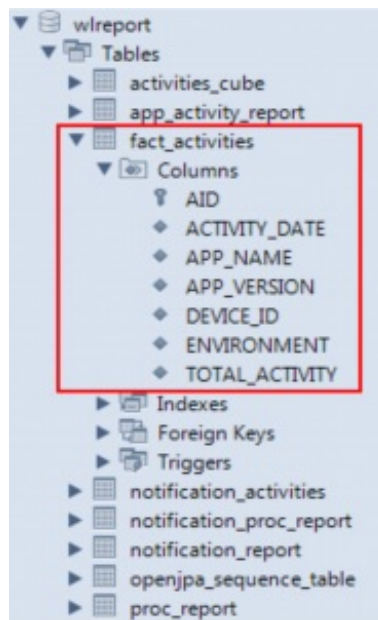 wlreport
Tables
activities_cube
app_activity_report
fact_activities
Columns
AID
ACTIVITY_DATE
APP_NAME
APP_VERSION
DEVICE_ID
ENVIRONMENT
TOTAL_ACTIVITY
Indexes
Foreign Keys
Triggers
notification_activities
notification_proc_report
notification_report
openjpa_sequence_table
proc_report